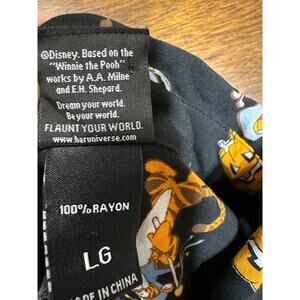 ©Disney. Based on the
"Winnie the Pooh"
works by A.A. Milne
and E.H. Shepard.
Dream your world.
Be your world.
FLAUNT YOUR WORLD.
www.heruniverse.com
100% RAYON
LG
MADE IN CHINA